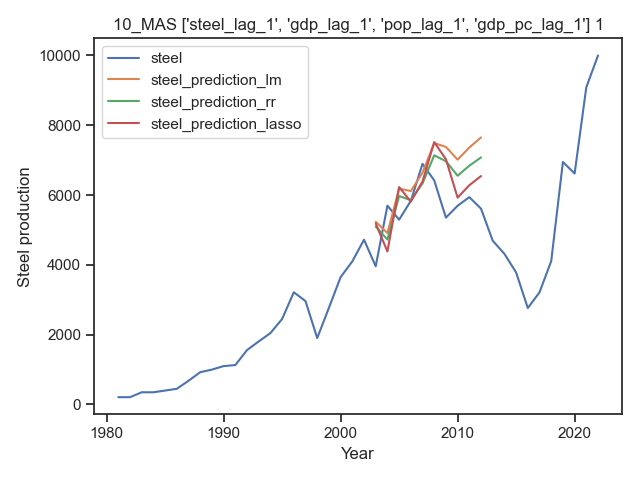 10_MAS ['steel_lag_1', 'gdp_lag_1', 'pop_lag_1', 'gdp_pc_lag_1'] 1
steel
steel_prediction_lm
steel_prediction_rr
steel_prediction_lasso
10000
8000
6000
4000
2000
0
Steel production
1980
1990
2000
2010
2020
Year